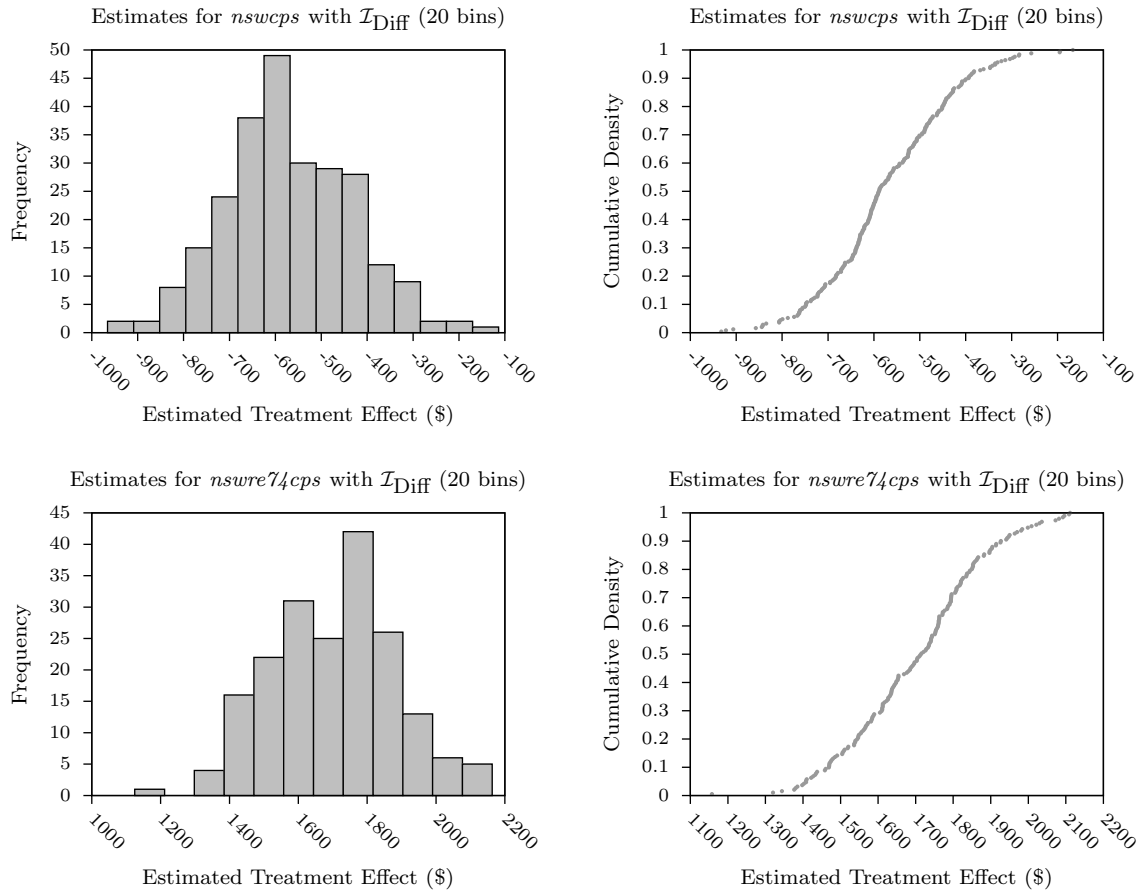 Estimates for nswcps with I_Diff (20 bins)
Frequency
50
45
40
35
30
25
20
15
10
5
0
-1000 -900 -800 -700 -600 -500 -400 -300 -200 -100
Estimated Treatment Effect ($)
Estimates for nswcps with I_Diff (20 bins)
Cumulative Density
1
0.9
0.8
0.7
0.6
0.5
0.4
0.3
0.2
0.1
0
-1000 -900 -800 -700 -600 -500 -400 -300 -200 -100
Estimated Treatment Effect ($)
Estimates for nswre74cps with I_Diff (20 bins)
Frequency
45
40
35
30
25
20
15
10
5
0
1000 1200 1400 1600 1800 2000 2200
Estimated Treatment Effect ($)
Estimates for nswre74cps with I_Diff (20 bins)
Cumulative Density
1
0.9
0.8
0.7
0.6
0.5
0.4
0.3
0.2
0.1
0
1100 1200 1300 1400 1500 1600 1700 1800 1900 2000 2100 2200
Estimated Treatment Effect ($)